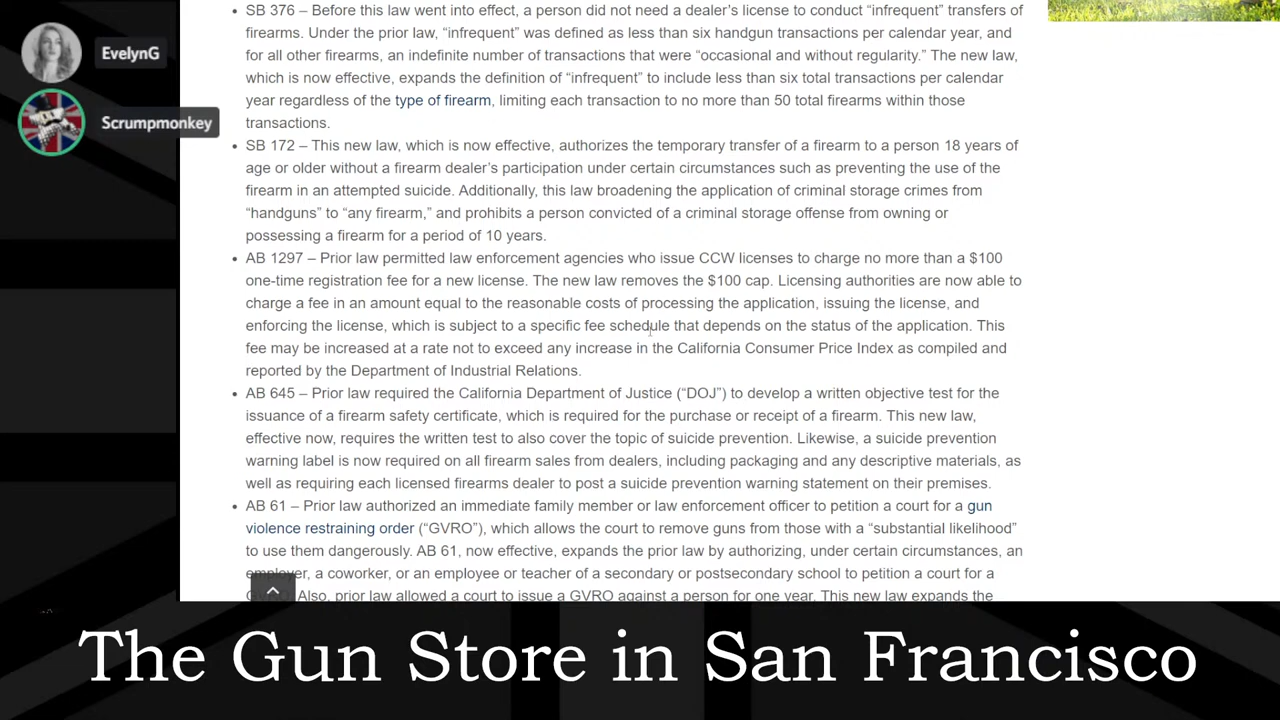 EvelynG
Scrumpmonkey
SB 376 – Before this law went into effect, a person did not need a dealer’s license to conduct “infrequent” transfers of
firearms. Under the prior law, “infrequent” was defined as less than six handgun transactions per calendar year, and
for all other firearms, an indefinite number of transactions that were “occasional and without regularity.” The new law,
which is now effective, expands the definition of “infrequent” to include less than six total transactions per calendar
year regardless of the type of firearm, limiting each transaction to no more than 50 total firearms within those
transactions.
SB 172 – This new law, which is now effective, authorizes the temporary transfer of a firearm to a person 18 years of
age or older without a firearm dealer’s participation under certain circumstances such as preventing the use of the
firearm in an attempted suicide. Additionally, this law broadening the application of criminal storage crimes from
“handguns” to “any firearm,” and prohibits a person convicted of a criminal storage offense from owning or
possessing a firearm for a period of 10 years.
AB 1297 – Prior law permitted law enforcement agencies who issue CCW licenses to charge no more than a $100
one-time registration fee for a new license. The new law removes the $100 cap. Licensing authorities are now able to
charge a fee in an amount equal to the reasonable costs of processing the application, issuing the license, and
enforcing the license, which is subject to a specific fee schedule that depends on the status of the application. This
fee may be increased at a rate not to exceed any increase in the California Consumer Price Index as compiled and
reported by the Department of Industrial Relations.
AB 645 – Prior law required the California Department of Justice (“DOJ”) to develop a written objective test for the
issuance of a firearm safety certificate, which is required for the purchase or receipt of a firearm. This new law,
effective now, requires the written test to also cover the topic of suicide prevention. Likewise, a suicide prevention
warning label is now required on all firearm sales from dealers, including packaging and any descriptive materials, as
well as requiring each licensed firearms dealer to post a suicide prevention warning statement on their premises.
AB 61 – Prior law authorized an immediate family member or law enforcement officer to petition a court for a gun
violence restraining order (“GVRO”), which allows the court to remove guns from those with a “substantial likelihood”
to use them dangerously. AB 61, now effective, expands the prior law by authorizing, under certain circumstances, an
employer, a coworker, or an employee or teacher of a secondary or postsecondary school to petition a court for a
GVRO. Also, prior law allowed a court to issue a GVRO against a person for one year. This new law expands the
The Gun Store in San Francisco